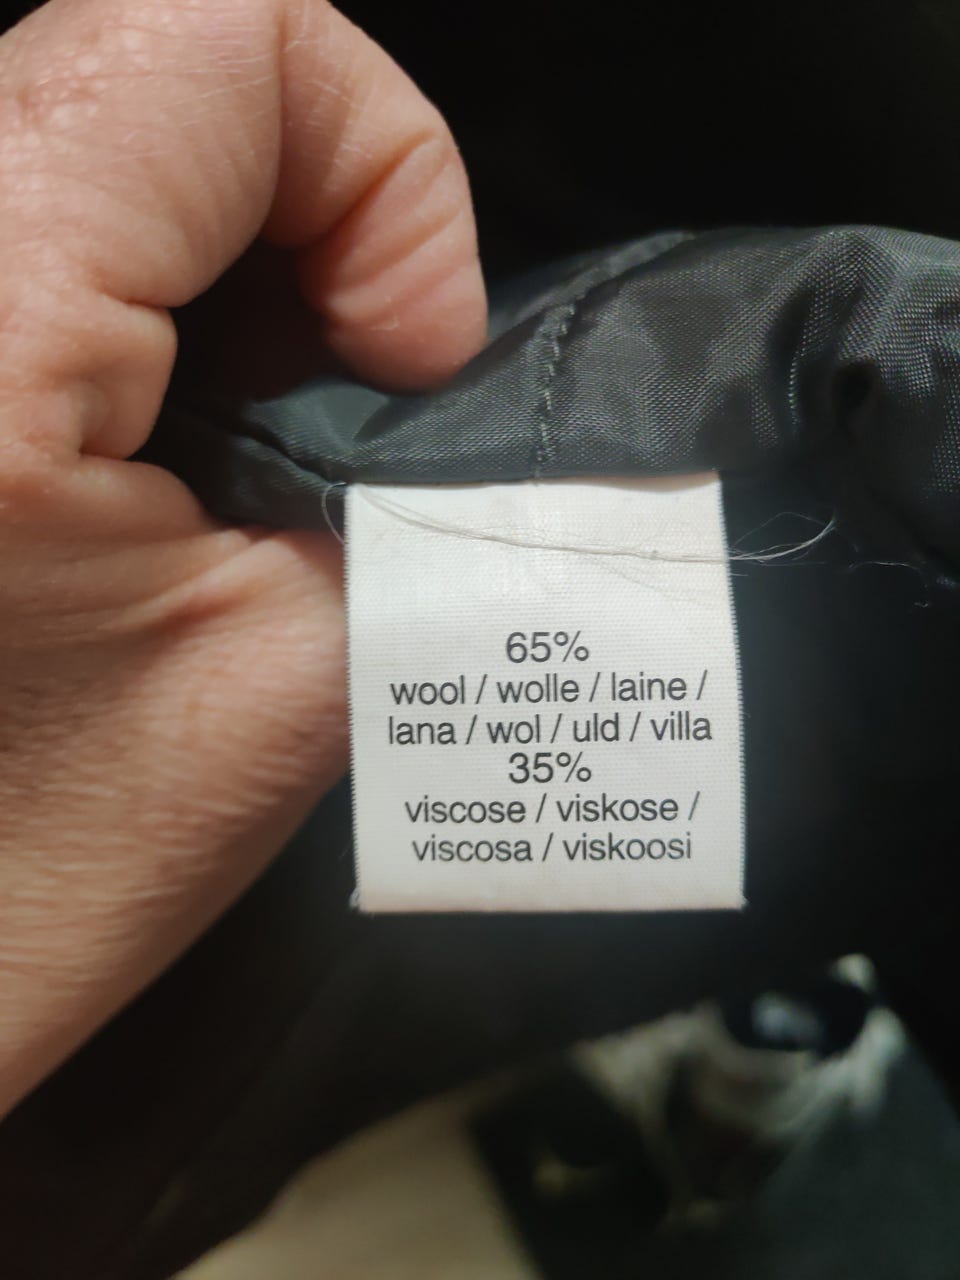 65%
wool / wolle / laine /
lana / wol / uld / villa
35%
viscose / viskose /
viscosa / viskoosi